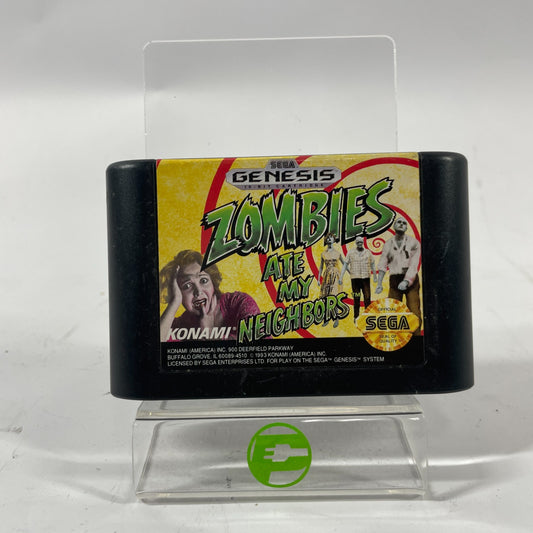 SEGA
GENESIS
16-BIT CARTRIDGE
ZOMBIES
ATE
MY
NEIGHBORS™
KONAMI®
OFFICIAL
SEGA
SEAL OF
QUALITY
KONAMI (AMERICA) INC. 900 DEERFIELD PARKWAY
BUFFALO GROVE, IL 60089-4510 © 1993 KONAMI (AMERICA) INC.
LICENSED BY SEGA ENTERPRISES LTD. FOR PLAY ON THE SEGA™ GENESIS™ SYSTEM